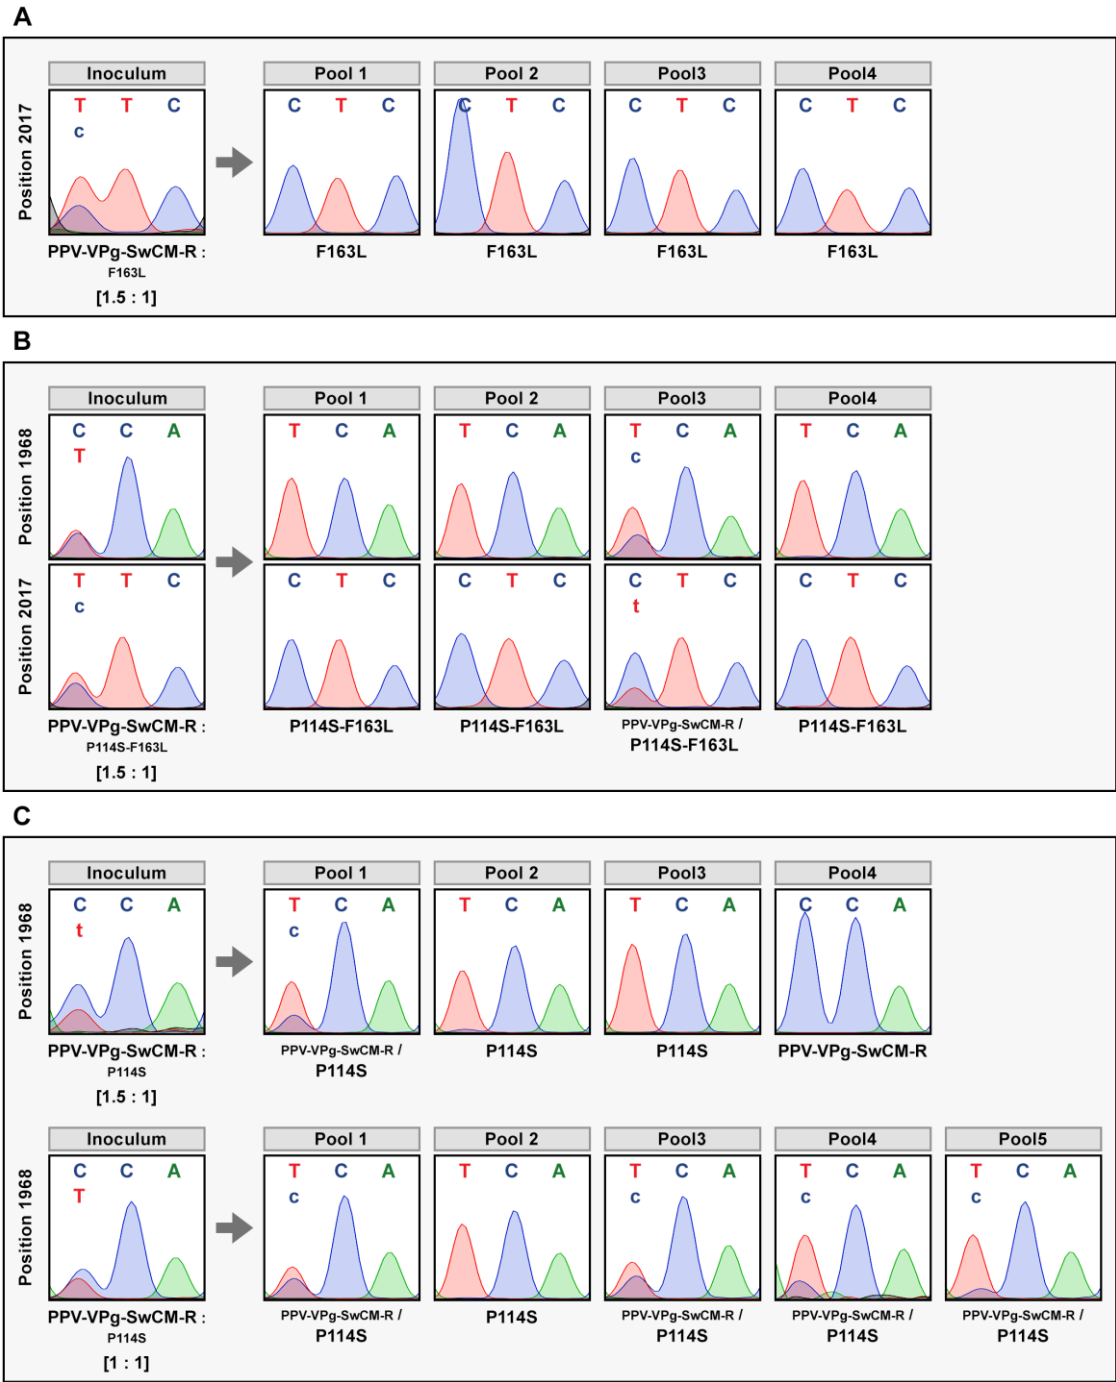 A
Inoculum Pool 1 Pool 2 Pool3 Pool4
Position 2017
T T C C T C C T C C T C C T C
c
PPV-VPg-SwCM-R : F163L F163L F163L F163L
F163L
[1.5 : 1]
B
Inoculum Pool 1 Pool 2 Pool3 Pool4
Position 1968
C C A T C A T C A T C A T C A
T c
Position 2017
T T C C T C C T C C T C C T C
c t
PPV-VPg-SwCM-R : P114S-F163L P114S-F163L PPV-VPg-SwCM-R / P114S-F163L
P114S-F163L P114S-F163L
[1.5 : 1]
C
Inoculum Pool 1 Pool 2 Pool3 Pool4
Position 1968
C C A T C A T C A T C A C C A
t c
PPV-VPg-SwCM-R : PPV-VPg-SwCM-R / P114S P114S PPV-VPg-SwCM-R
P114S P114S
[1.5 : 1]
Inoculum Pool 1 Pool 2 Pool3 Pool4 Pool5
Position 1968
C C A T C A T C A T C A T C A T C A
T c c c c
PPV-VPg-SwCM-R : PPV-VPg-SwCM-R / P114S PPV-VPg-SwCM-R / PPV-VPg-SwCM-R / PPV-VPg-SwCM-R /
P114S P114S P114S P114S P114S
[1 : 1]